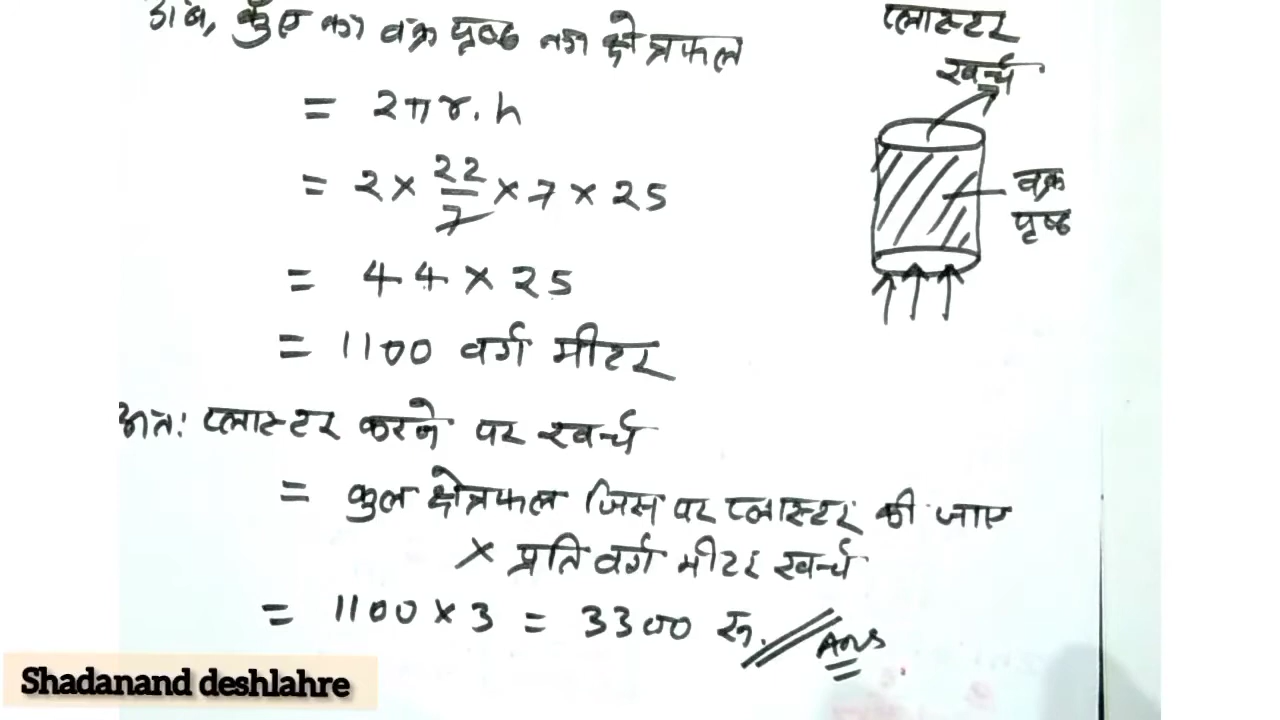 अब, कुँए का वक्र पृष्ठ का क्षेत्रफल
= 2πr.h
= 2 × 22/7 × 7 × 25
= 44 × 25
= 1100 वर्ग मीटर
अतः प्लास्टर करने पर खर्च
= कुल क्षेत्रफल जिस पर प्लास्टर की जाए
× प्रति वर्ग मीटर खर्च
= 1100 × 3 = 3300 रू. Ans
प्लास्टर
खर्च
वक्र
पृष्ठ
Shadanand deshlahre